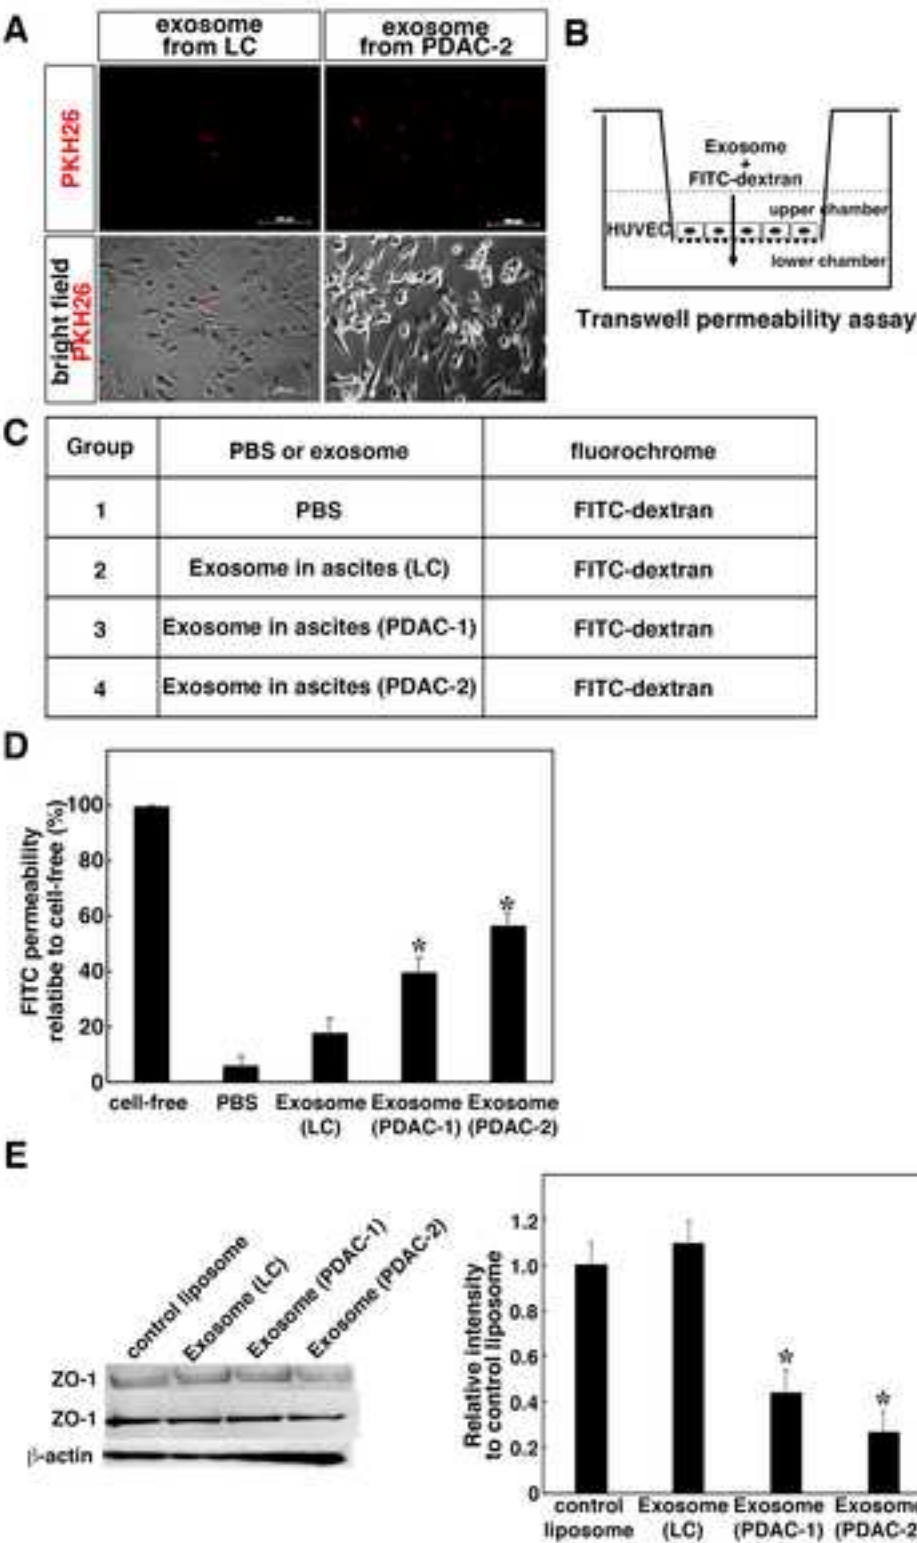 A
exosome
from LC
exosome
from PDAC-2
PKH26
bright field
PKH26
B
Exosome
+
FITC-dextran
upper chamber
HUVEC
lower chamber
Transwell permeability assay
C
Group
PBS or exosome
fluorochrome
1
PBS
FITC-dextran
2
Exosome in ascites (LC)
FITC-dextran
3
Exosome in ascites (PDAC-1)
FITC-dextran
4
Exosome in ascites (PDAC-2)
FITC-dextran
D
FITC permeability
relatibe to cell-free (%)
100
80
60
40
20
0
*
*
cell-free
PBS
Exosome
(LC)
Exosome
(PDAC-1)
Exosome
(PDAC-2)
E
control liposome
Exosome (LC)
Exosome (PDAC-1)
Exosome (PDAC-2)
ZO-1
ZO-1
β-actin
Relative intensity
to control liposome
1.2
1.0
0.8
0.6
0.4
0.2
0
*
*
control
liposome
Exosome
(LC)
Exosome
(PDAC-1)
Exosome
(PDAC-2